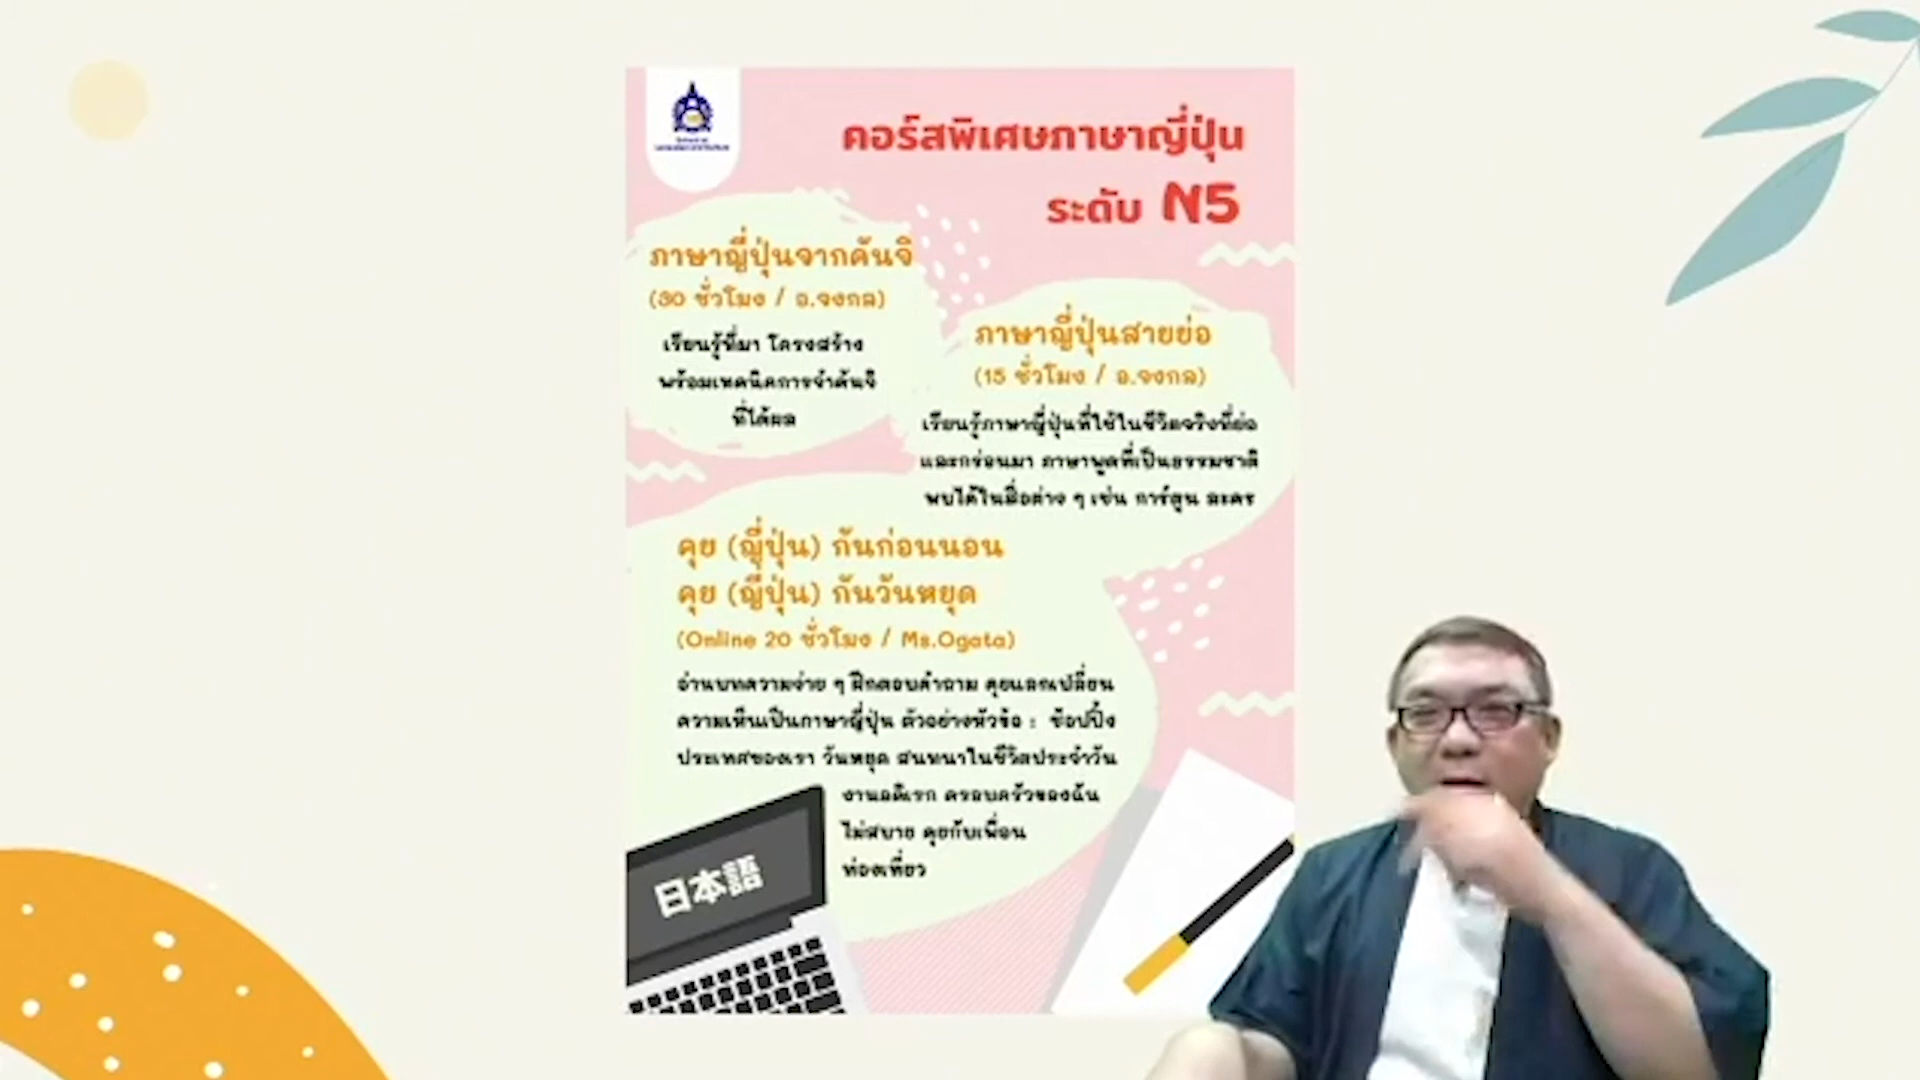 คอร์สพิเศษภาษาญี่ปุ่น
ระดับ N5
ภาษาญี่ปุ่นจากคันจิ
(30 ชั่วโมง / อ.จงกล)
เรียนรู้ที่มา โครงสร้าง
พร้อมเทคนิคการจำคันจิ
ที่ได้ผล
ภาษาญี่ปุ่นสายย่อ
(15 ชั่วโมง / อ.จงกล)
เรียนรู้ภาษาญี่ปุ่นที่ใช้ในชีวิตจริงที่ย่อ
และกร่อนมา ภาษาพูดที่เป็นธรรมชาติ
พบได้ในสื่อต่าง ๆ เช่น การ์ตูน ละคร
คุย (ญี่ปุ่น) กันก่อนนอน
คุย (ญี่ปุ่น) กันวันหยุด
(Online 20 ชั่วโมง / Ms.Ogata)
อ่านบทความง่าย ๆ ฝึกตอบคำถาม คุยแลกเปลี่ยน
ความเห็นเป็นภาษาญี่ปุ่น ตัวอย่างหัวข้อ : ช้อปปิ้ง
ประเทศของเรา วันหยุด สนทนาในชีวิตประจำวัน
งานอดิเรก ครอบครัวของฉัน
ไม่สบาย คุยกับเพื่อน
ท่องเที่ยว
日本語